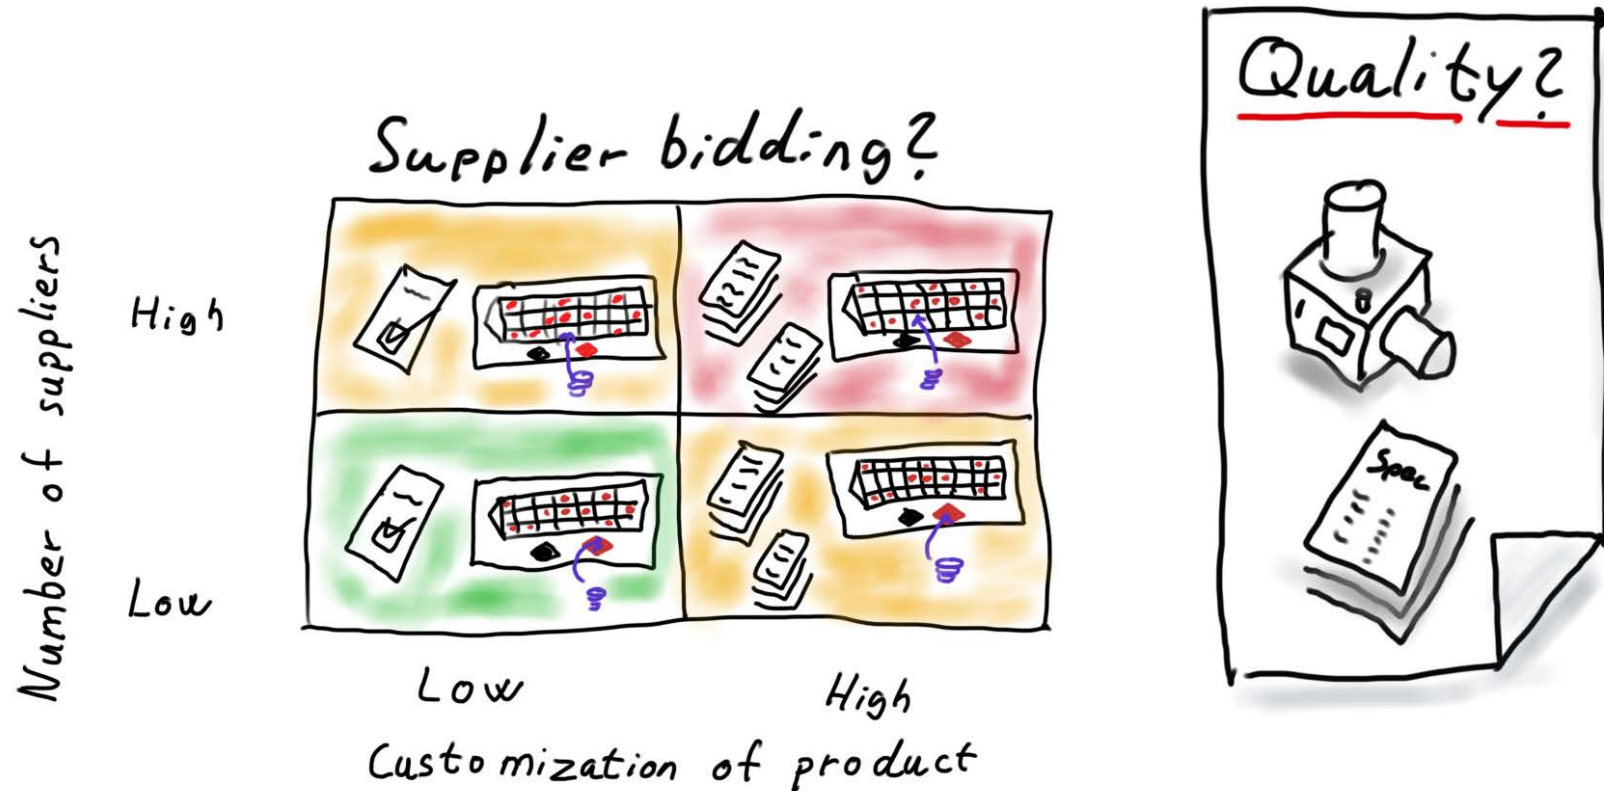 Supplier bidding?
Number of suppliers
High
Low
Low
High
Customization of product
Quality?
Spec